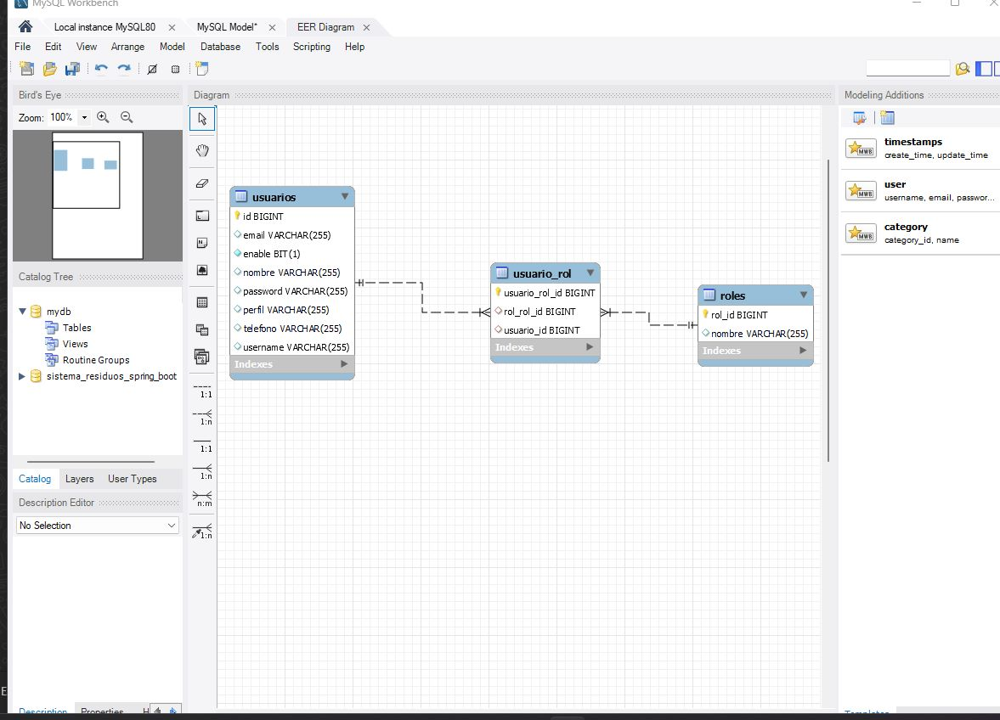 MySQL Workbench
Local instance MySQL80
MySQL Model*
EER Diagram
File Edit View Arrange Model Database Tools Scripting Help
Bird's Eye
Diagram
Modeling Additions
Zoom: 100%
timestamps
create_time, update_time
user
username, email, passwor...
category
category_id, name
usuarios
id BIGINT
email VARCHAR(255)
enable BIT(1)
nombre VARCHAR(255)
password VARCHAR(255)
perfil VARCHAR(255)
telefono VARCHAR(255)
username VARCHAR(255)
Indexes
usuario_rol
usuario_rol_id BIGINT
rol_rol_id BIGINT
usuario_id BIGINT
Indexes
roles
rol_id BIGINT
nombre VARCHAR(255)
Indexes
Catalog Tree
mydb
Tables
Views
Routine Groups
sistema_residuos_spring_boot
1:1
1:n
1:1
1:n
n:m
1:n
Catalog Layers User Types
Description Editor
No Selection
Description Properties H
Templates
MWB
MWB
MWB
E